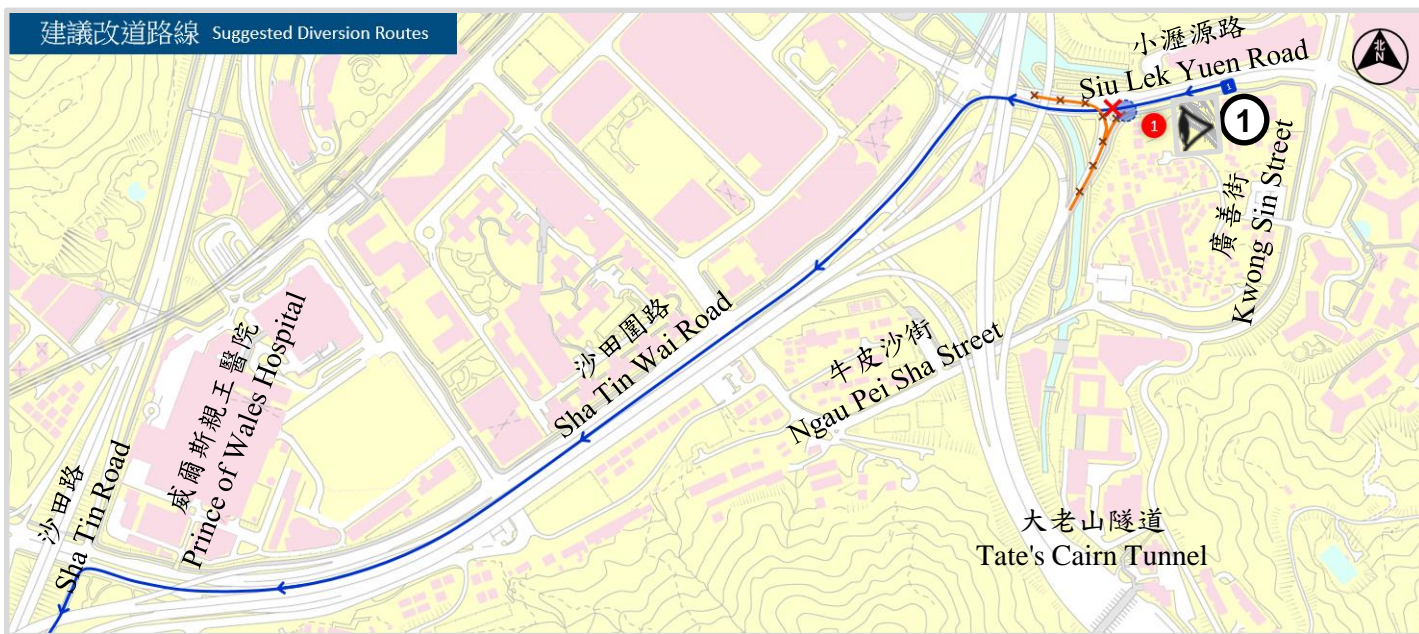 建議改道路線 Suggested Diversion Routes
小瀝源路
Siu Lek Yuen Road
北
N
1
1
1
廣善街
Kwong Sin Street
沙田圍路
Sha Tin Wai Road
牛皮沙街
Ngau Pei Sha Street
威爾斯親王醫院
Prince of Wales Hospital
沙田路
Sha Tin Road
大老山隧道
Tate's Cairn Tunnel